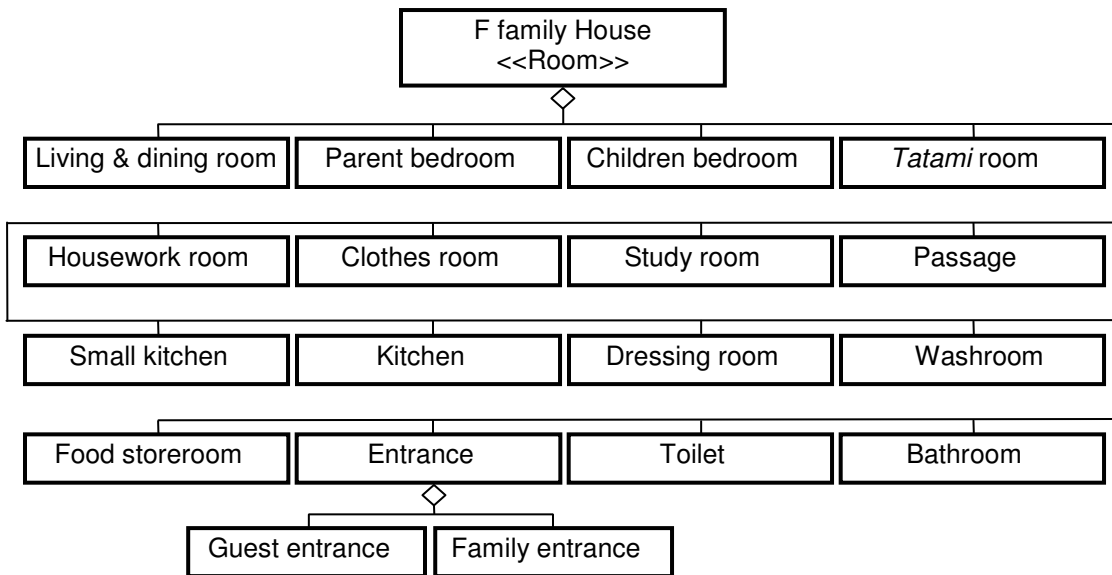 F family House
<<Room>>
Living & dining room
Parent bedroom
Children bedroom
Tatami room
Housework room
Clothes room
Study room
Passage
Small kitchen
Kitchen
Dressing room
Washroom
Food storeroom
Entrance
Toilet
Bathroom
Guest entrance
Family entrance